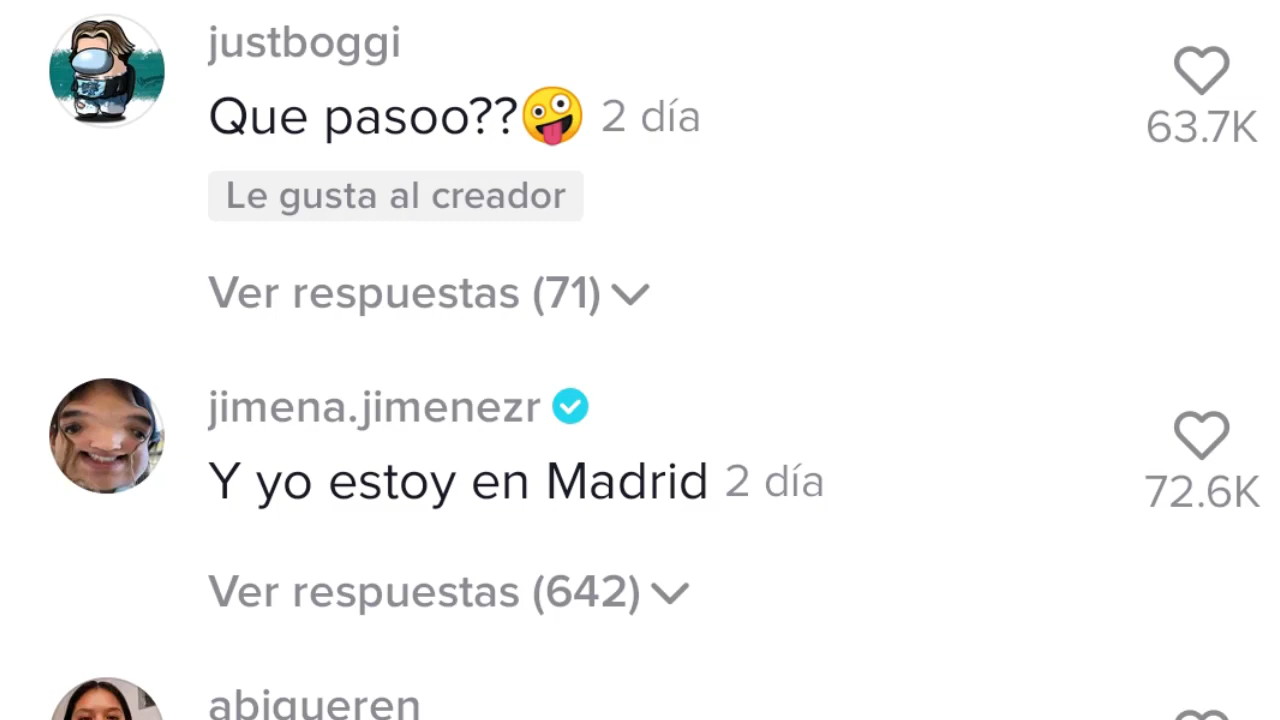 justboggi
Que pasoo??🤪 2 día
63.7K
Le gusta al creador
Ver respuestas (71)
jimena.jimenezr
Y yo estoy en Madrid 2 día
72.6K
Ver respuestas (642)
abigueren